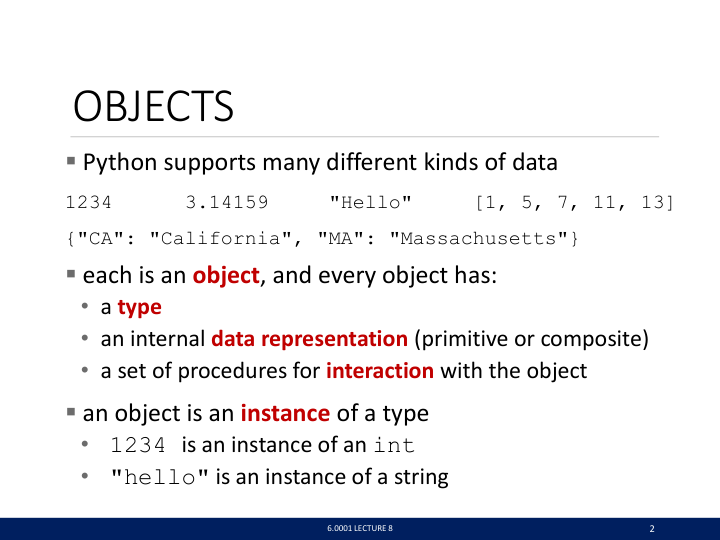 OBJECTS
▪ Python supports many different kinds of data
1234 3.14159 "Hello" [1, 5, 7, 11, 13]
{"CA": "California", "MA": "Massachusetts"}
▪ each is an object, and every object has:
• a type
• an internal data representation (primitive or composite)
• a set of procedures for interaction with the object
▪ an object is an instance of a type
• 1234 is an instance of an int
• "hello" is an instance of a string
6.0001 LECTURE 8
2